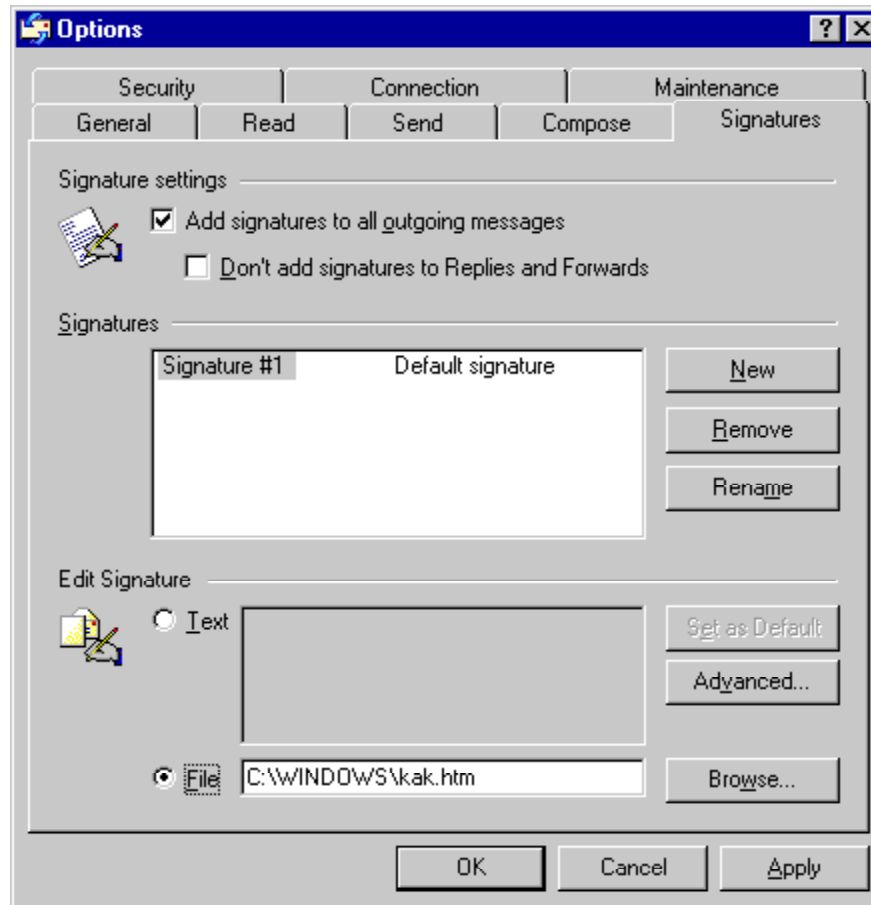 Options
Security Connection Maintenance
General Read Send Compose Signatures
Signature settings
Add signatures to all outgoing messages
Don't add signatures to Replies and Forwards
Signatures
Signature #1 Default signature
New
Remove
Rename
Edit Signature
Text
Set as Default
Advanced...
File C:\WINDOWS\kak.htm Browse...
OK Cancel Apply